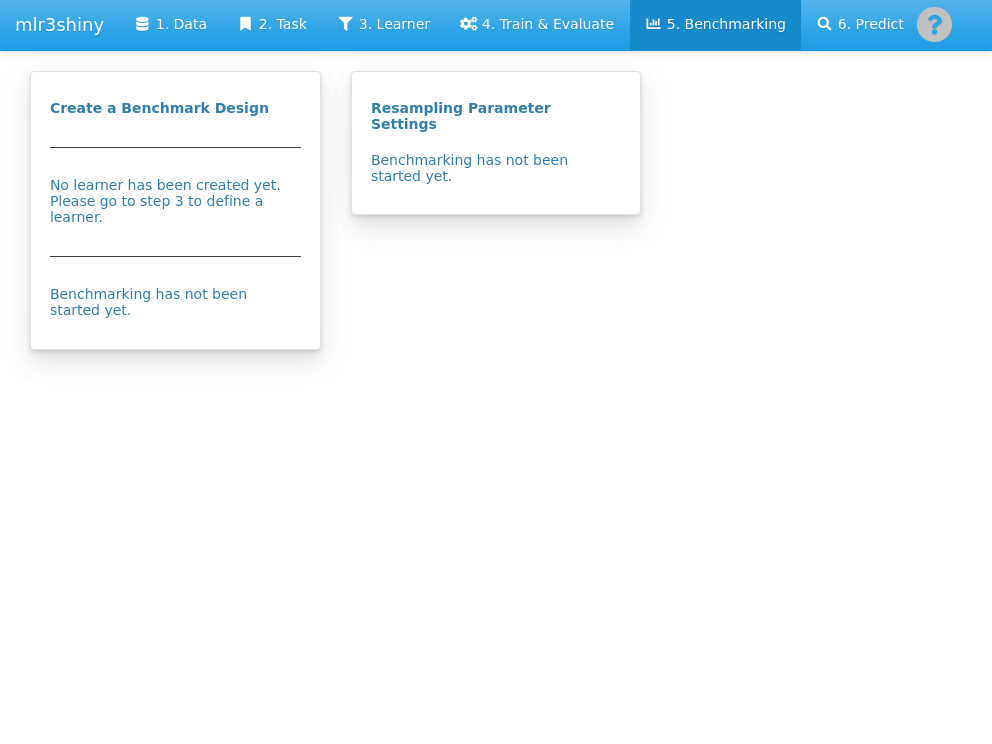 mlr3shiny 1. Data 2. Task 3. Learner 4. Train & Evaluate 5. Benchmarking 6. Predict ?
Create a Benchmark Design
No learner has been created yet.
Please go to step 3 to define a
learner.
Benchmarking has not been
started yet.
Resampling Parameter
Settings
Benchmarking has not been
started yet.